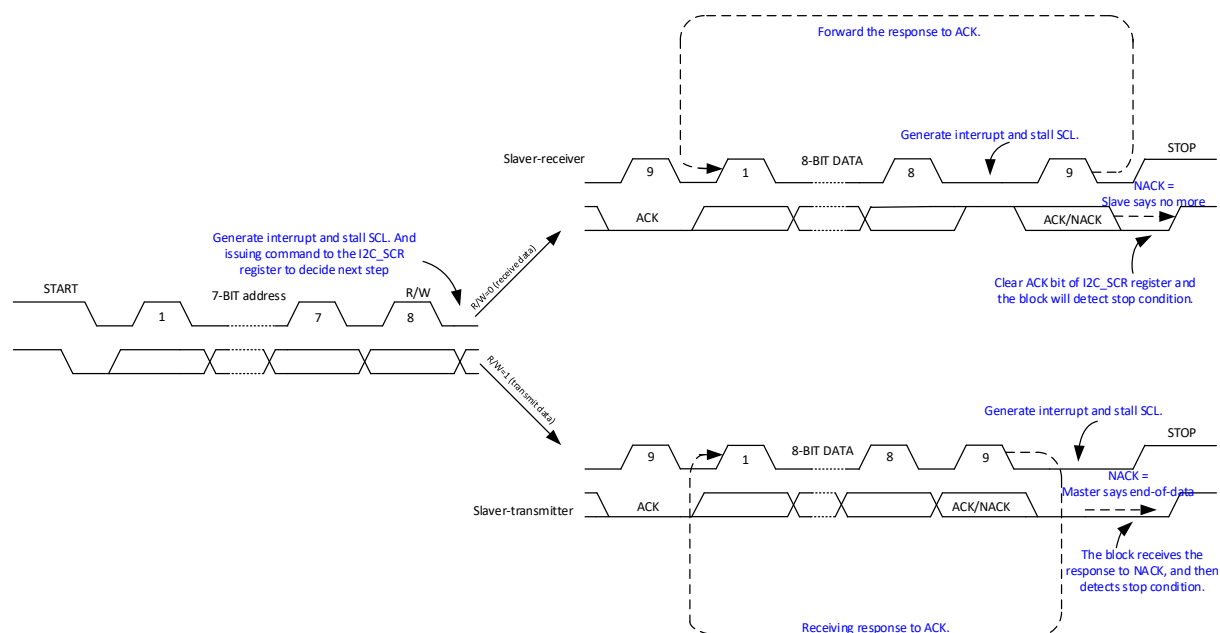 Forward the response to ACK.
Generate interrupt and stall SCL.
STOP
Slaver-receiver
8-BIT DATA
9
1
8
9
NACK =
Slave says no more
ACK
ACK/NACK
Generate interrupt and stall SCL. And
issuing command to the I2C_SCR
register to decide next step
R/W=0 (receive data)
Clear ACK bit of I2C_SCR register and
the block will detect stop condition.
START
7-BIT address
R/W
1
7
8
R/W=1 (transmit data)
Generate interrupt and stall SCL.
STOP
8-BIT DATA
9
1
8
9
NACK =
Master says end-of-data
Slaver-transmitter
ACK
ACK/NACK
The block receives the
response to NACK, and then
detects stop condition.
Receiving response to ACK.